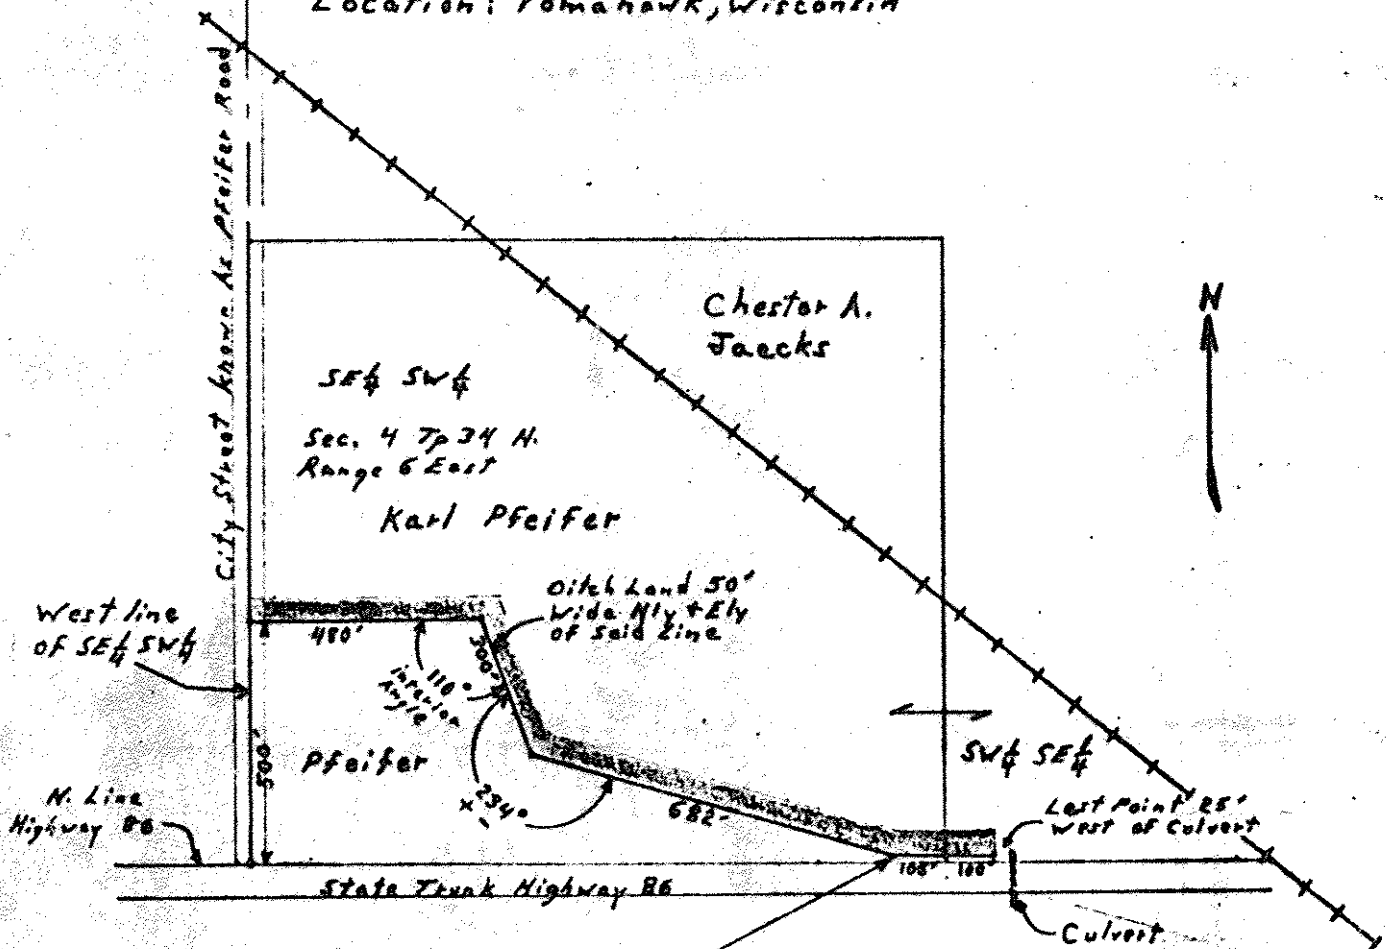 Location: Tomahawk, Wisconsin
City Street known As Pfeifer Road
N
Chester A.
Jaecks
SE¼ SW¼
Sec. 4 Tp 34 N.
Range 6 East
Karl Pfeifer
Ditch Land 50'
Wide Nly + Ely
of Said Line
West line
of SE¼ SW¼
480'
300'
110°
interior
Angle
500'
Pfeifer
234°
682'
SW¼ SE¼
N. Line
Highway 86
Last Point 25'
West of Culvert
105' 100'
State Trunk Highway 86
Culvert